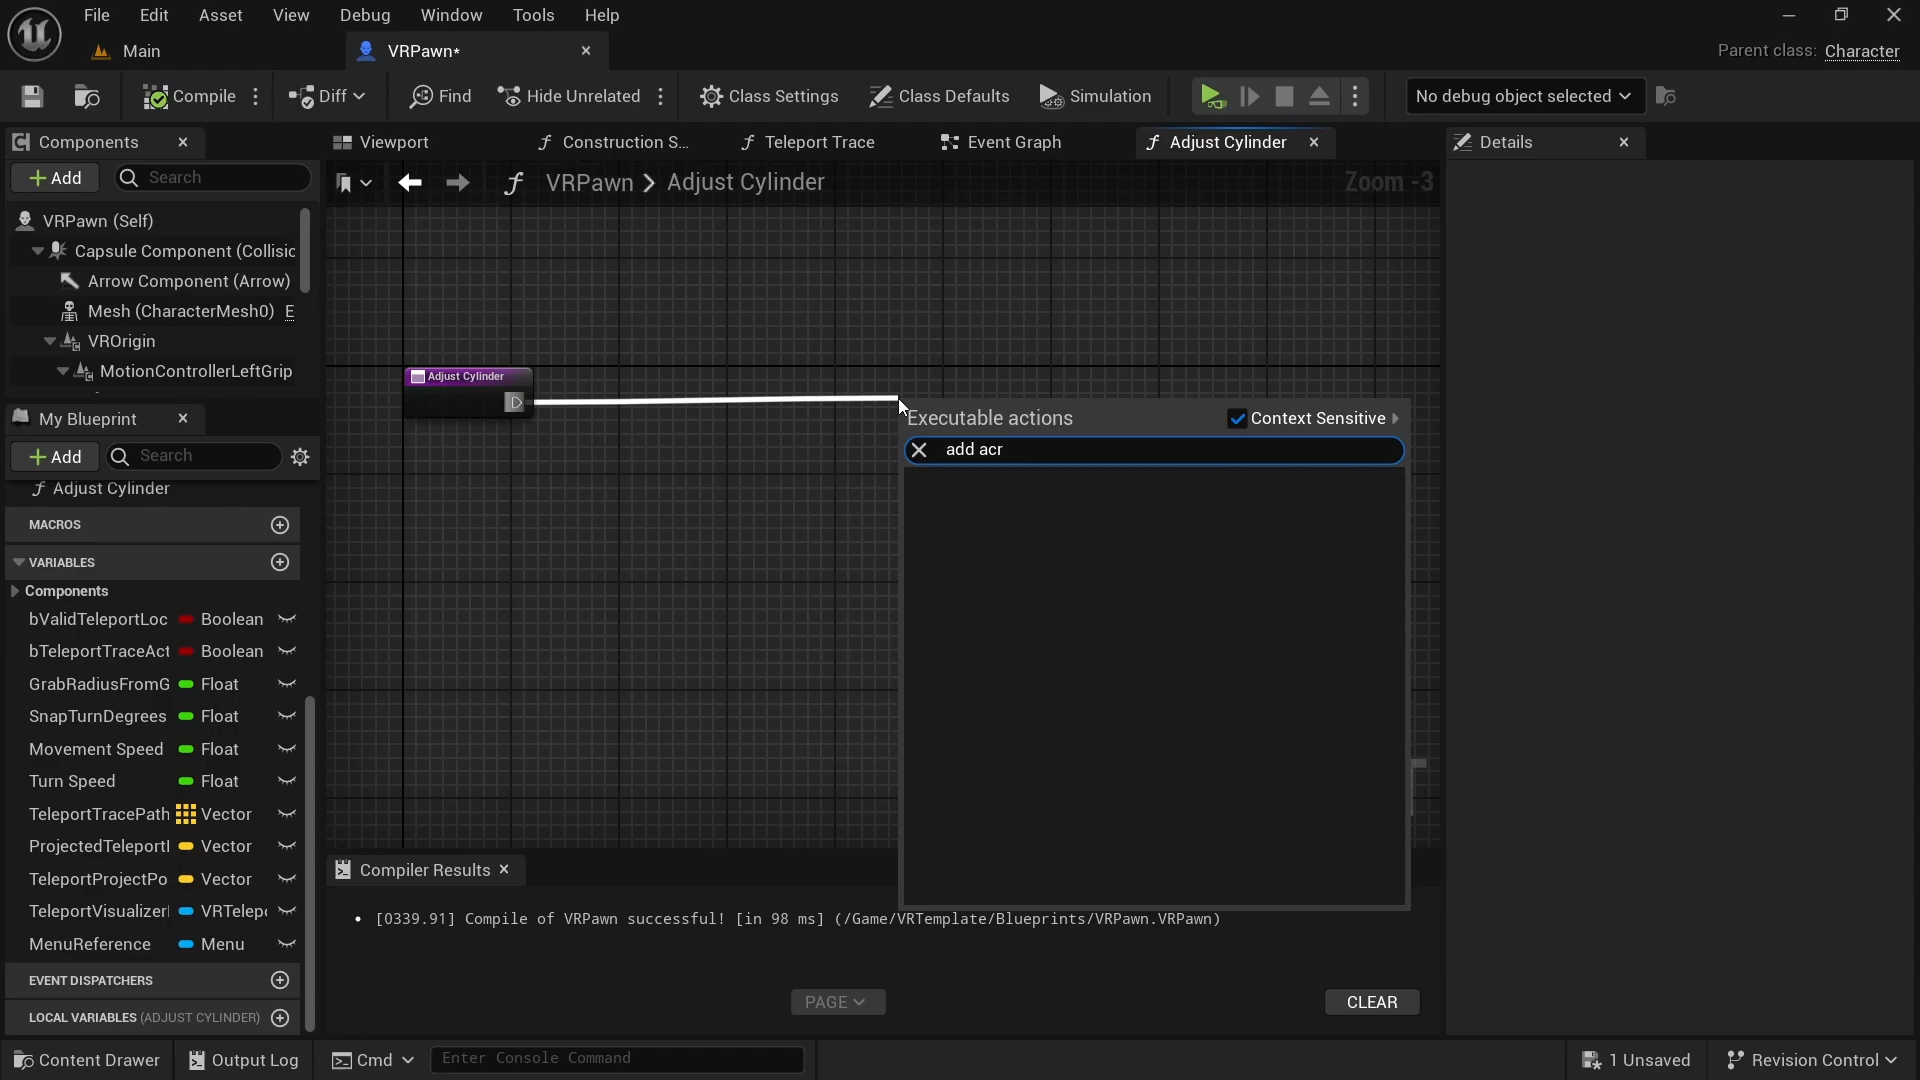 File Edit Asset View Debug Window Tools Help
Main VRPawn* Parent class: Character
Compile Diff Find Hide Unrelated Class Settings Class Defaults Simulation No debug object selected
Components Viewport Construction S... Teleport Trace Event Graph Adjust Cylinder Details
Add Search VRPawn > Adjust Cylinder Zoom -3
VRPawn (Self)
Capsule Component (Collisic
Arrow Component (Arrow)
Mesh (CharacterMesh0) E
VROrigin
MotionControllerLeftGrip
Adjust Cylinder
Executable actions Context Sensitive
add acr
My Blueprint
Add Search
Adjust Cylinder
MACROS
VARIABLES
Components
bValidTeleportLoc Boolean
bTeleportTraceAct Boolean
GrabRadiusFromG Float
SnapTurnDegrees Float
Movement Speed Float
Turn Speed Float
TeleportTracePath Vector
ProjectedTeleportl Vector
TeleportProjectPo Vector
TeleportVisualizer VRTelepo
MenuReference Menu
EVENT DISPATCHERS
LOCAL VARIABLES (ADJUST CYLINDER)
Compiler Results
• [0339.91] Compile of VRPawn successful! [in 98 ms] (/Game/VRTemplate/Blueprints/VRPawn.VRPawn)
PAGE CLEAR
Content Drawer Output Log Cmd Enter Console Command 1 Unsaved Revision Control